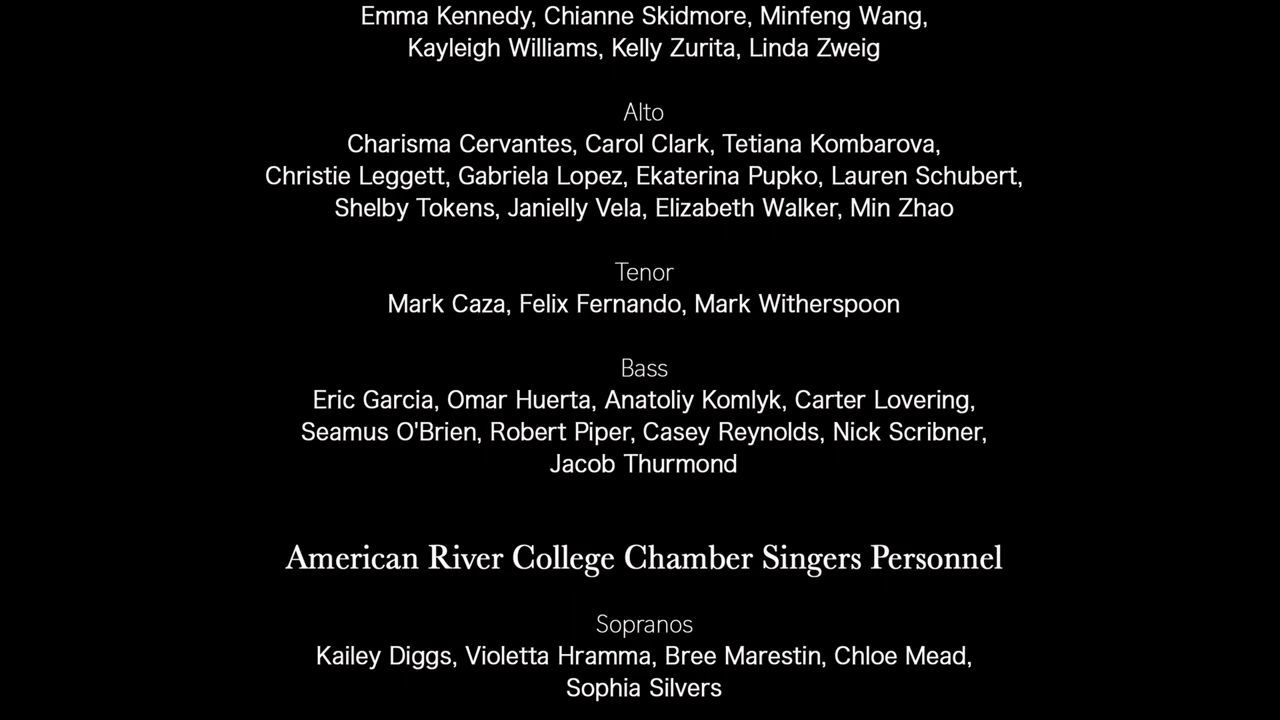 Emma Kennedy, Chianne Skidmore, Minfeng Wang,
Kayleigh Williams, Kelly Zurita, Linda Zweig
Alto
Charisma Cervantes, Carol Clark, Tetiana Kombarova,
Christie Leggett, Gabriela Lopez, Ekaterina Pupko, Lauren Schubert,
Shelby Tokens, Janielly Vela, Elizabeth Walker, Min Zhao
Tenor
Mark Caza, Felix Fernando, Mark Witherspoon
Bass
Eric Garcia, Omar Huerta, Anatoliy Komlyk, Carter Lovering,
Seamus O'Brien, Robert Piper, Casey Reynolds, Nick Scribner,
Jacob Thurmond
American River College Chamber Singers Personnel
Sopranos
Kailey Diggs, Violetta Hramma, Bree Marestin, Chloe Mead,
Sophia Silvers